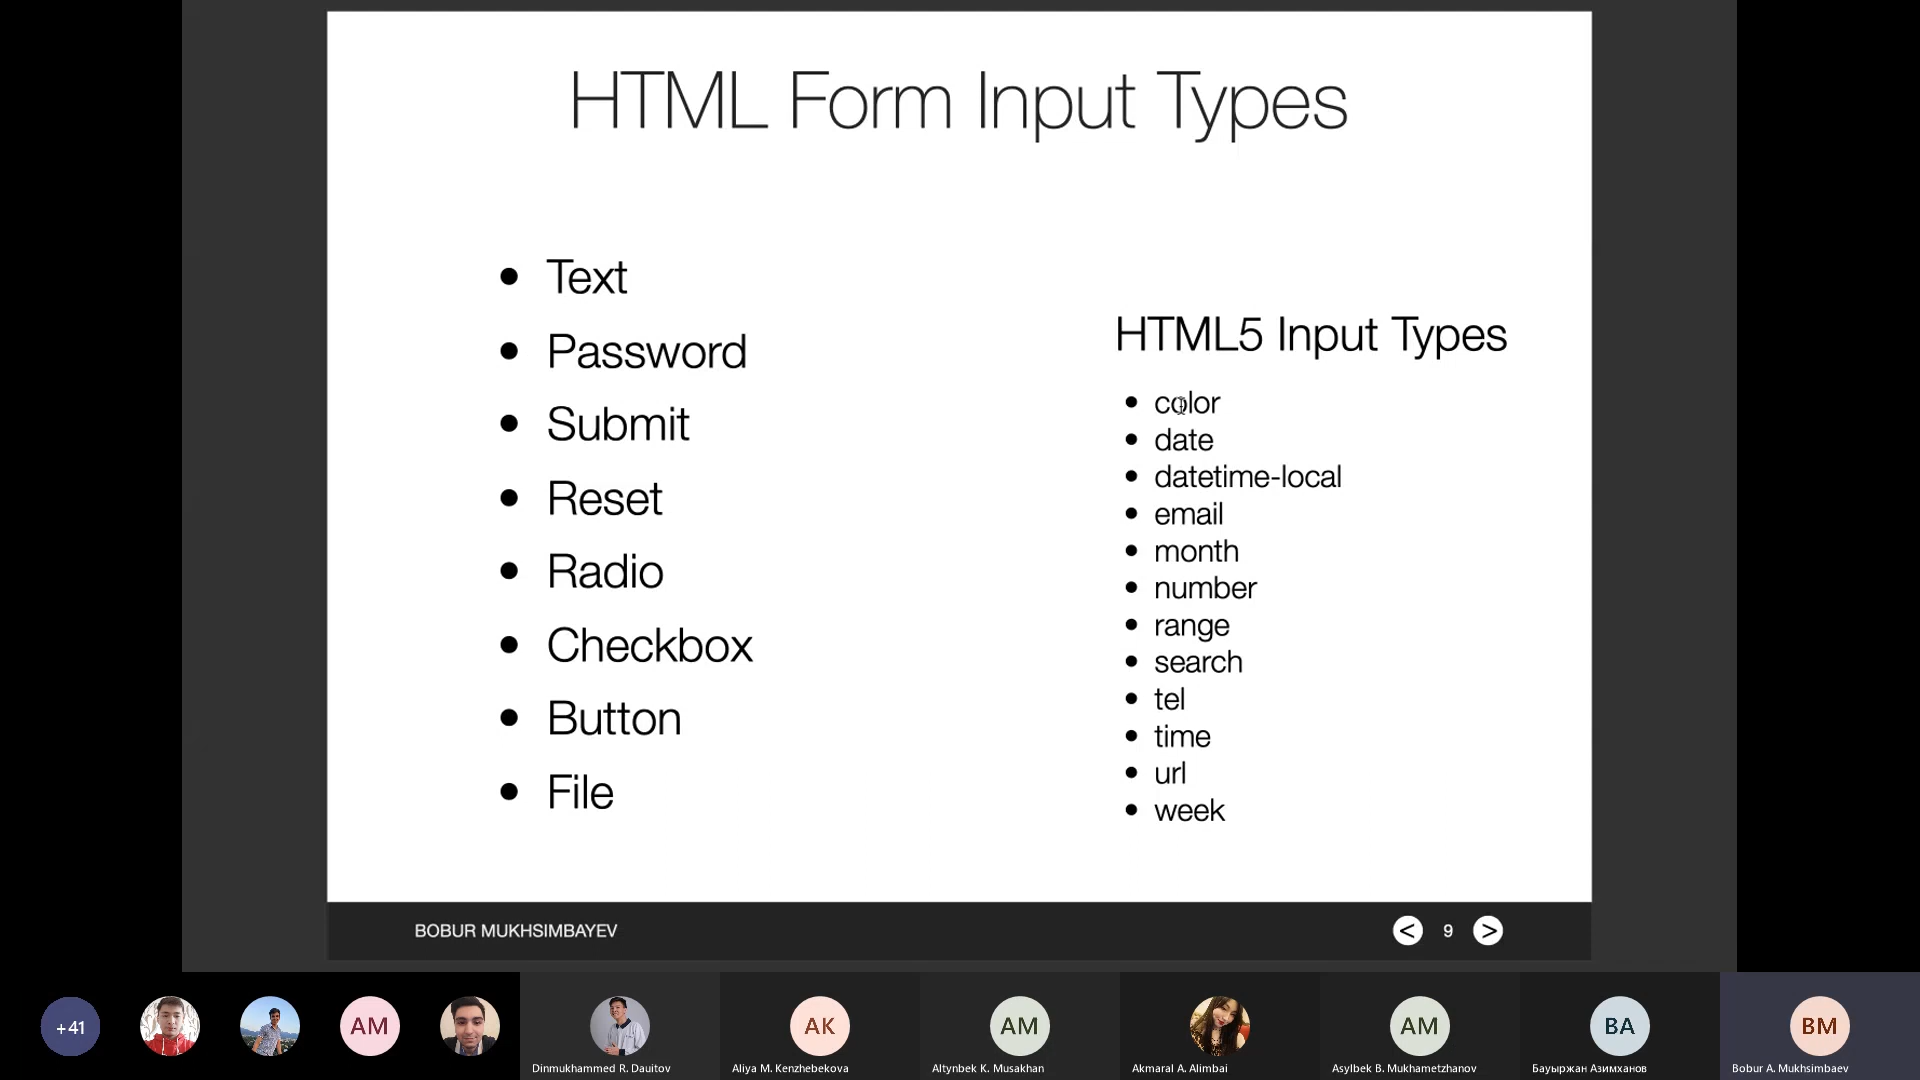 HTML Form Input Types
Text
Password
Submit
Reset
Radio
Checkbox
Button
File
HTML5 Input Types
color
date
datetime-local
email
month
number
range
search
tel
time
url
week
BOBUR MUKHSIMBAYEV
< 9 >
+41
AM
AK
AM
AM
BA
BM
Dinmukhammed R. Dauitov
Aliya M. Kenzhebekova
Altynbek K. Musakhan
Akmaral A. Alimbai
Asylbek B. Mukhametzhanov
Бауыржан Азимханов
Bobur A. Mukhsimbaev